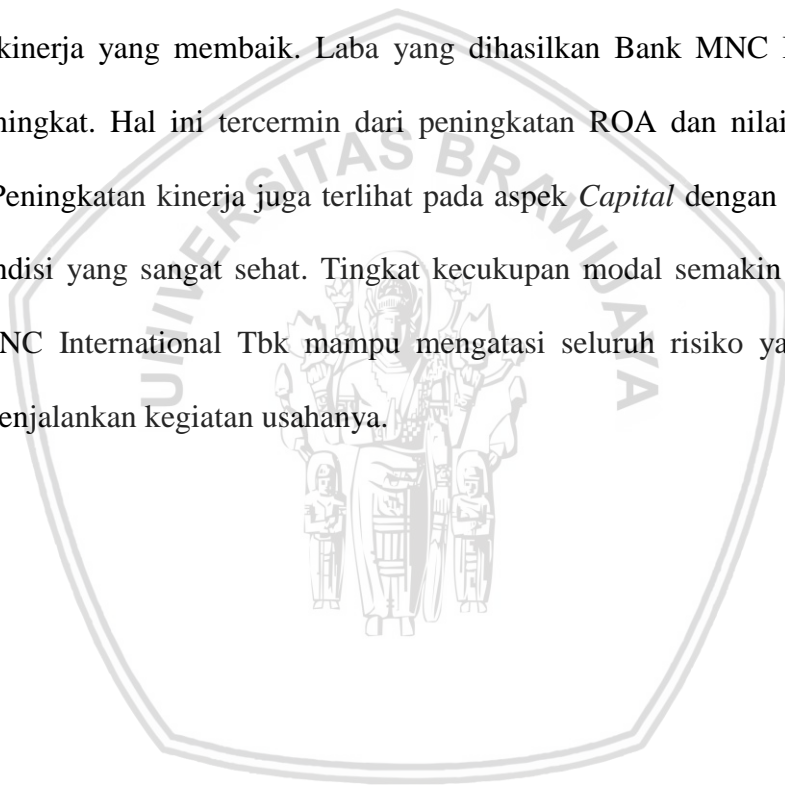 kinerja yang membaik. Laba yang dihasilkan Bank MNC
ningkat. Hal ini tercermin dari peningkatan ROA dan nilai
Peningkatan kinerja juga terlihat pada aspek Capital dengan
ndisi yang sangat sehat. Tingkat kecukupan modal semakin
NC International Tbk mampu mengatasi seluruh risiko ya
enjalankan kegiatan usahanya.
UNIVERSITAS BRAWIJAYA